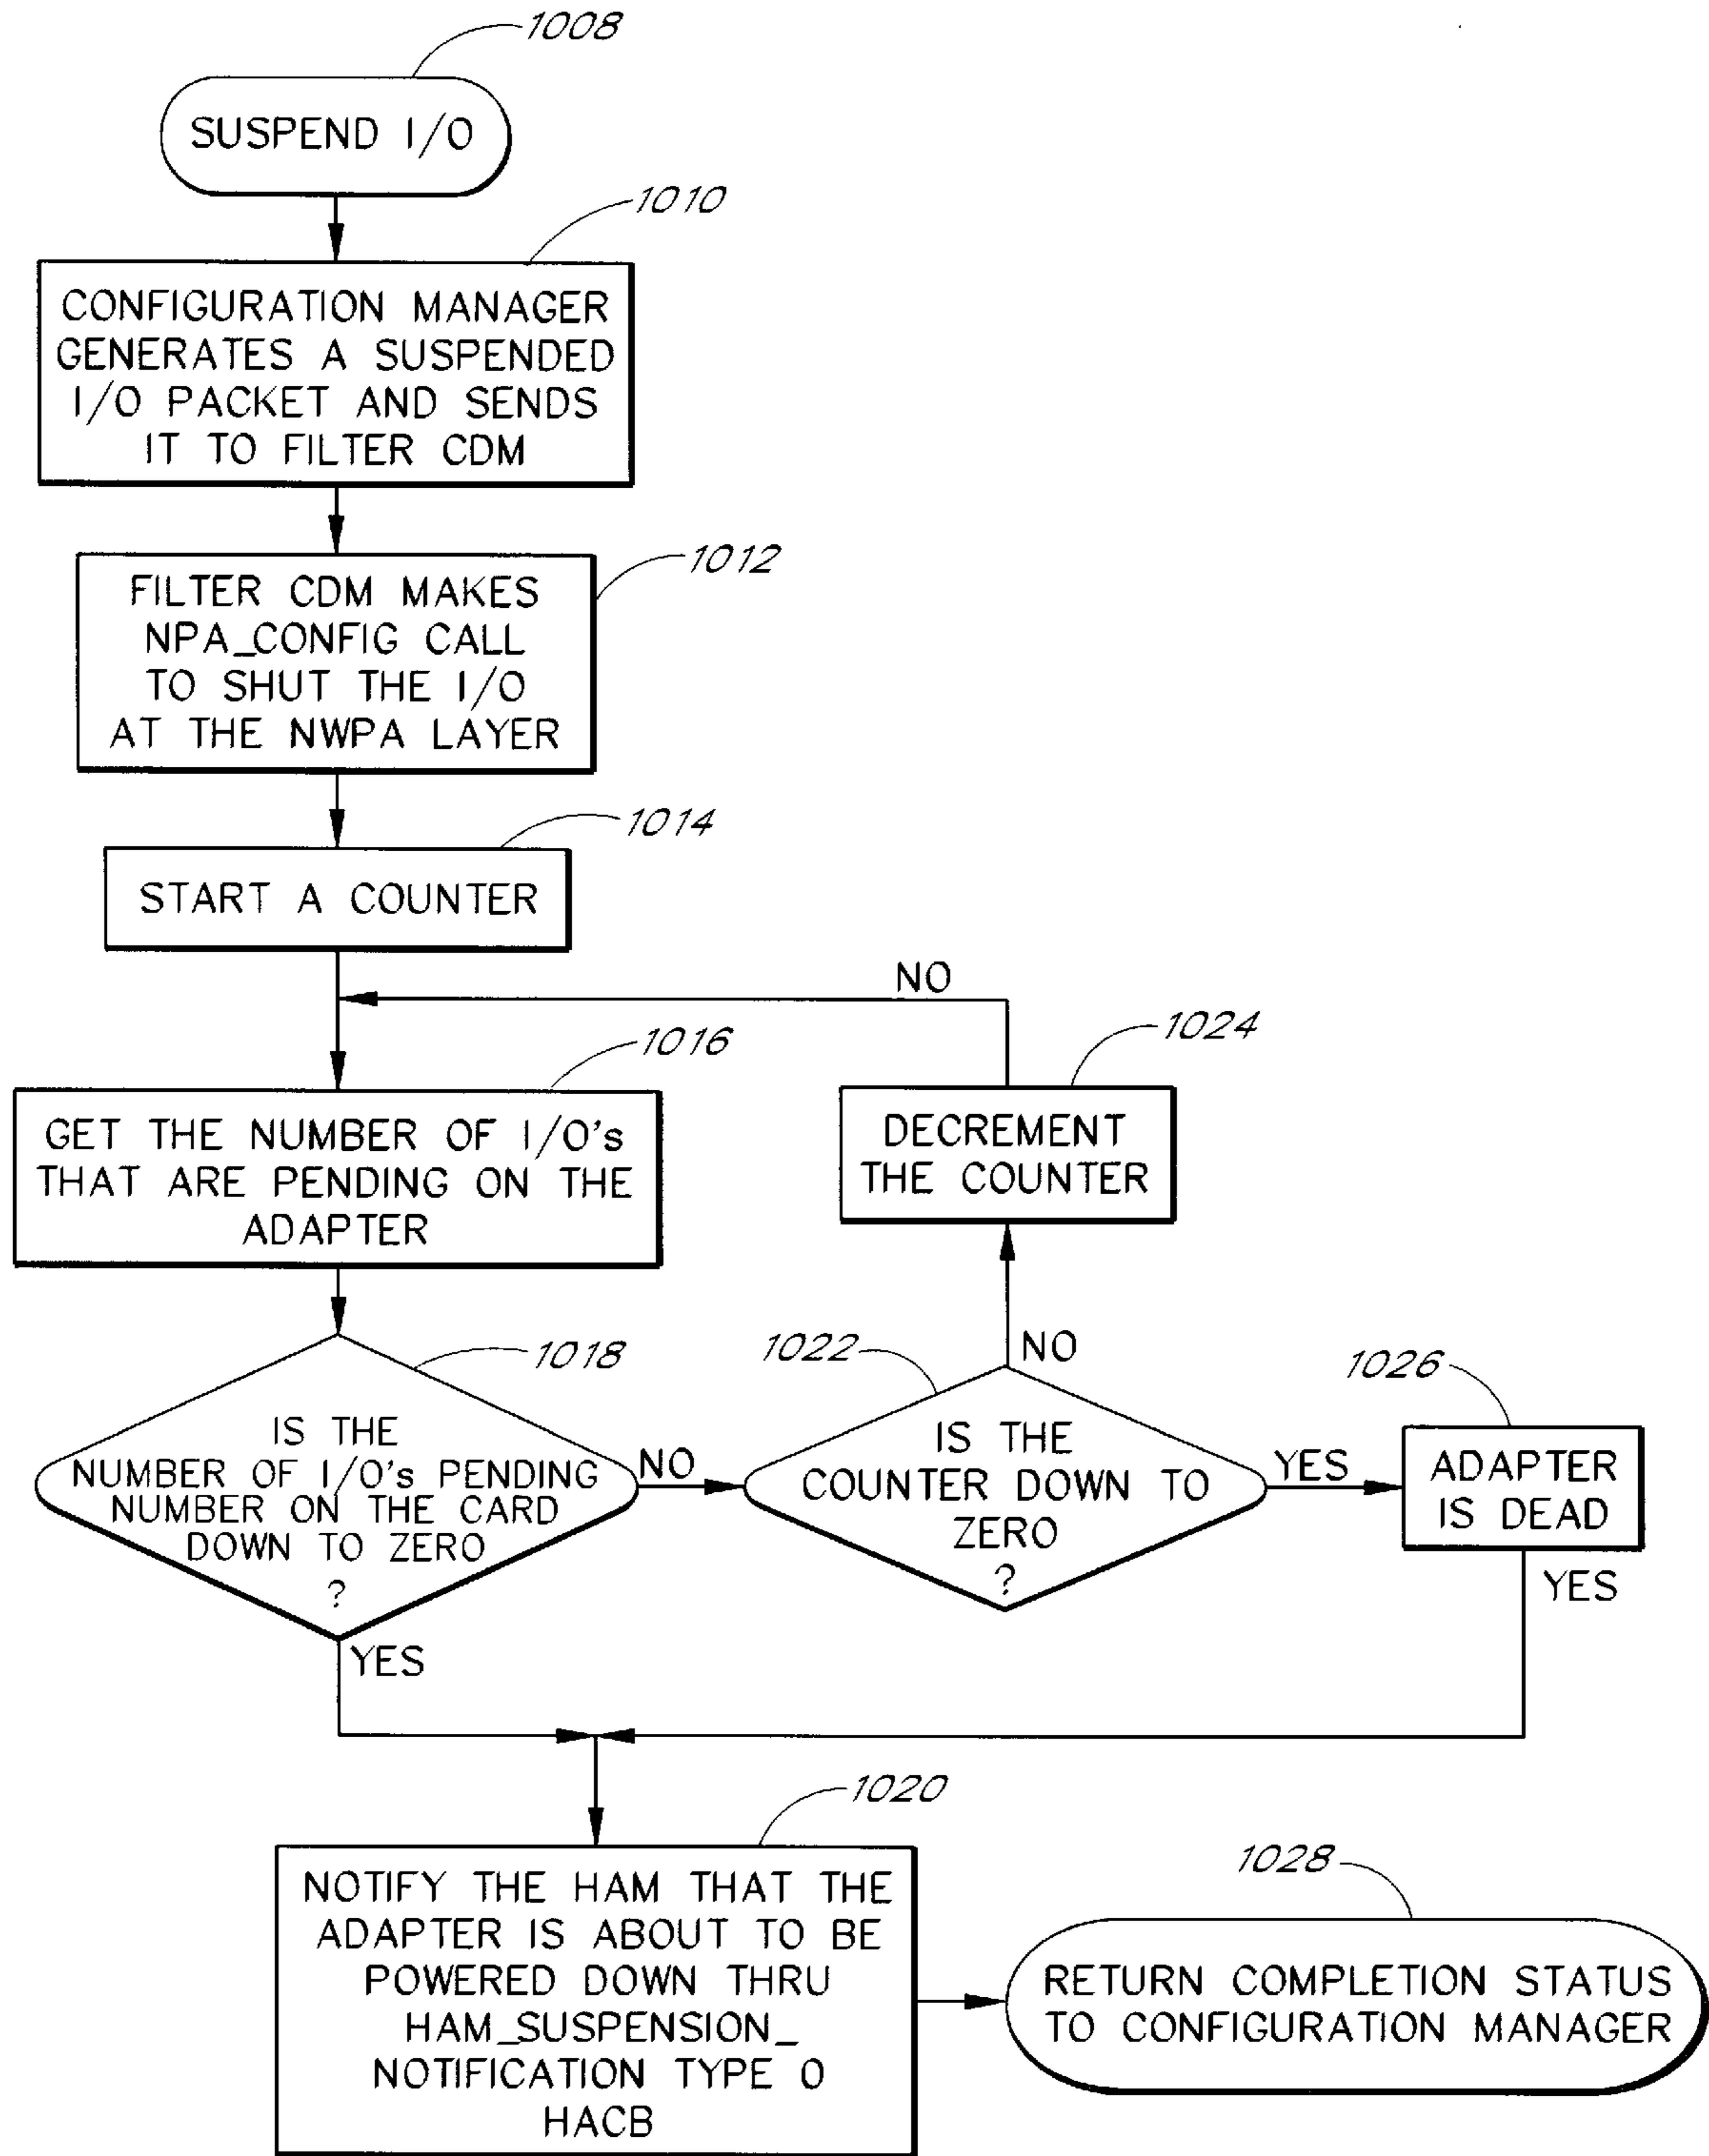 1008
SUSPEND I/O
1010
CONFIGURATION MANAGER
GENERATES A SUSPENDED
I/O PACKET AND SENDS
IT TO FILTER CDM
1012
FILTER CDM MAKES
NPA_CONFIG CALL
TO SHUT THE I/O
AT THE NWPA LAYER
1014
START A COUNTER
NO
1016
GET THE NUMBER OF I/O's
THAT ARE PENDING ON THE
ADAPTER
1024
DECREMENT
THE COUNTER
1018
IS THE
NUMBER OF I/O's PENDING
NUMBER ON THE CARD
DOWN TO ZERO
?
NO
YES
1022
NO
IS THE
COUNTER DOWN TO
ZERO
?
YES
1026
ADAPTER
IS DEAD
YES
1020
NOTIFY THE HAM THAT THE
ADAPTER IS ABOUT TO BE
POWERED DOWN THRU
HAM_SUSPENSION_
NOTIFICATION TYPE 0
HACB
1028
RETURN COMPLETION STATUS
TO CONFIGURATION MANAGER